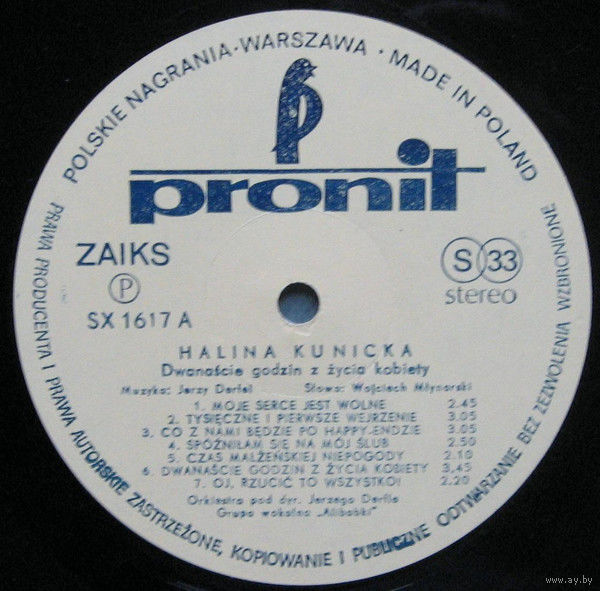 POLSKIE NAGRANIA·WARSZAWA · MADE IN POLAND
pronit
ZAIKS
P
SX 1617 A
S 33
stereo
HALINA KUNICKA
Dwanaście godzin z życia kobiety
Muzyka: Jerzy Derfel Słowa: Wojciech Młynarski
1. MOJE SERCE JEST WOLNE 2.45
2. TYSIĘCZNE I PIERWSZE WEJRZENIE 3.05
3. CO Z NAMI BĘDZIE PO HAPPY-ENDZIE 3.05
4. SPÓŹNIŁAM SIĘ NA MÓJ ŚLUB 2.50
5. CZAS MAŁŻEŃSKIEJ NIEPOGODY 2.10
6. DWANAŚCIE GODZIN Z ŻYCIA KOBIETY 3,45
7. OJ, RZUCIĆ TO WSZYSTKO! 2.20
Orkiestra pod dyr. Jerzego Derfla
Grupa wokalna „Alibabki"
PRAWA PRODUCENTA I PRAWA AUTORSKIE ZASTRZEŻONE, KOPIOWANIE I PUBLICZNE ODTWARZANIE BEZ ZEZWOLENIA WZBRONIONE
www.ay.by